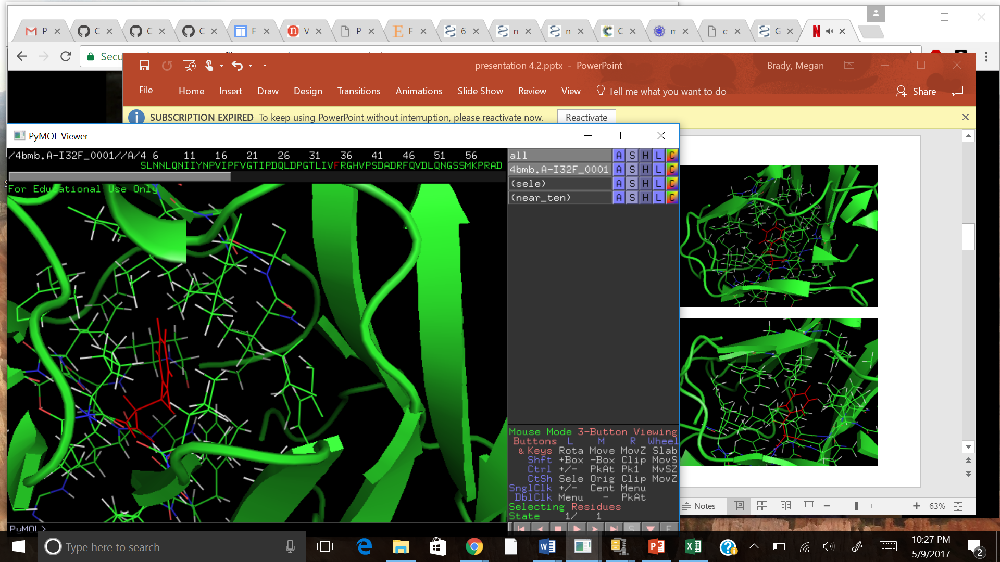 P C C C F V P F 6 n n C n c G
Secu
presentation 4.2.pptx - PowerPoint
Brady, Megan
File Home Insert Draw Design Transitions Animations Slide Show Review View Tell me what you want to do Share
SUBSCRIPTION EXPIRED To keep using PowerPoint without interruption, please reactivate now. Reactivate
PyMOL Viewer
/4bmb.A-I32F_0001//A/4 6 11 16 21 26 31 36 41 46 51 56
SLNNLQNIIYNPVIPFVGTIPDQLDPGTLIVFRGHVPSDADRFQVDLQNGSSMKPRAD
For Educational Use Only
all A S H L C
4bmb.A-I32F_0001 A S H L C
(sele) A S H L C
(near_ten) A S H L C
Mouse Mode 3-Button Viewing
Buttons L M R Wheel
& Keys Rota Move MovZ Slab
Shft +Box -Box Clip MovS
Ctrl +/- PkAt Pk1 MvSZ
CtSh Sele Orig Clip MovZ
SnglClk +/- Cent Menu
DblClk Menu - PkAt
Selecting Residues
State 1/ 1
S F
PyMOL>
Notes 63%
Type here to search
10:27 PM
5/9/2017
2